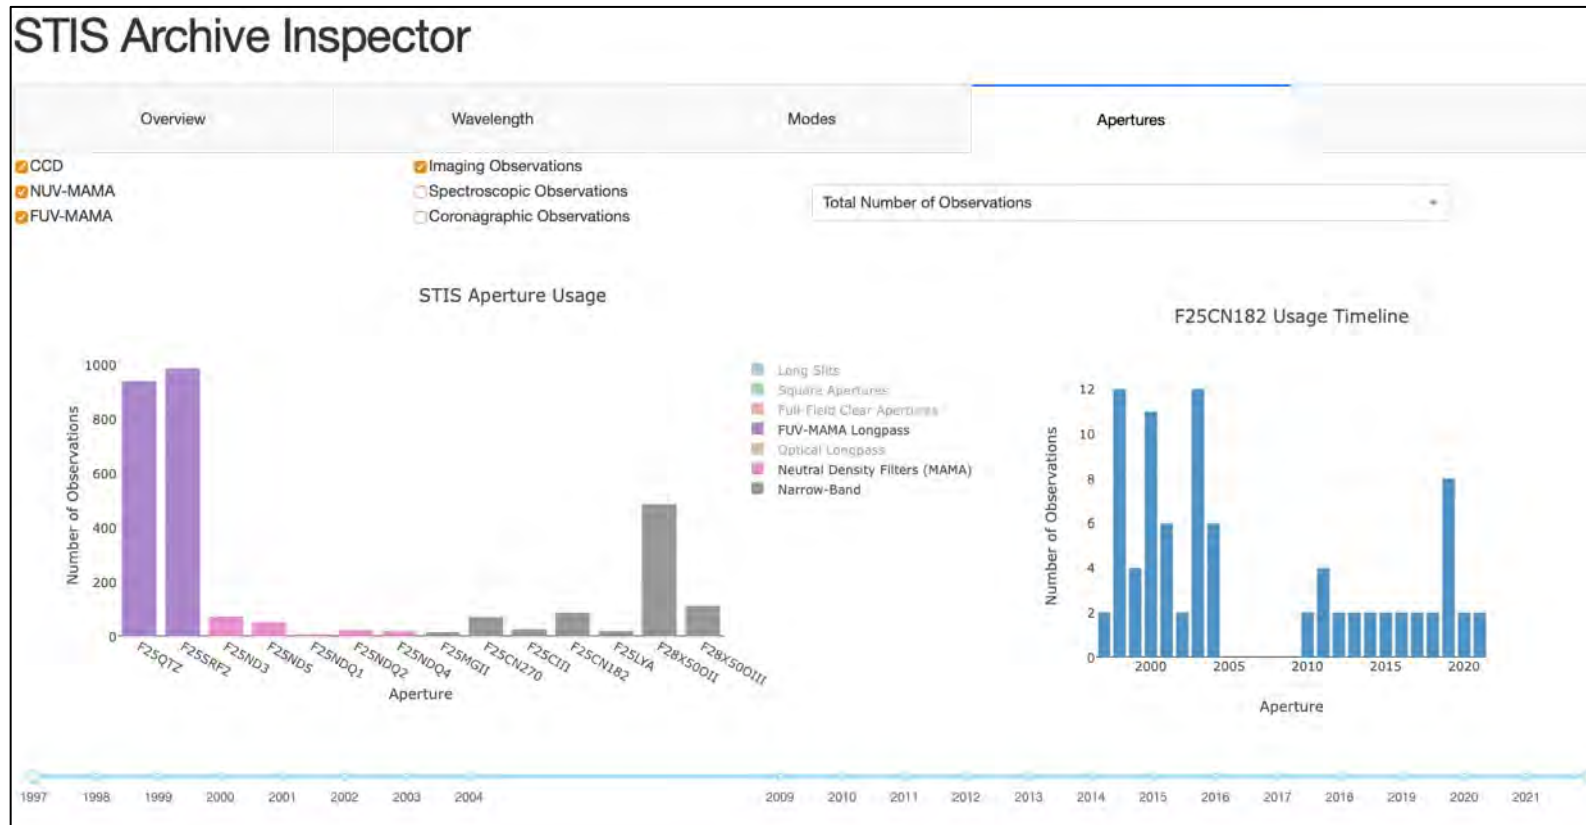 STIS Archive Inspector
Overview Wavelength Modes Apertures
CCD
NUV-MAMA
FUV-MAMA
Imaging Observations
Spectroscopic Observations
Coronagraphic Observations
Total Number of Observations
STIS Aperture Usage
Number of Observations
1000
800
600
400
200
0
F25QTZ
F25SRF2
F25ND3
F25ND5
F25NDQ1
F25NDQ2
F25NDQ4
F25MGII
F25CN270
F25CIII
F25CN182
F25LYA
F28X50OII
F28X50OIII
Aperture
Long Slits
Square Apertures
Full-Field Clear Apertures
FUV-MAMA Longpass
Optical Longpass
Neutral Density Filters (MAMA)
Narrow-Band
F25CN182 Usage Timeline
Number of Observations
12
10
8
6
4
2
0
2000 2005 2010 2015 2020
Aperture
1997 1998 1999 2000 2001 2002 2003 2004 2009 2010 2011 2012 2013 2014 2015 2016 2017 2018 2019 2020 2021